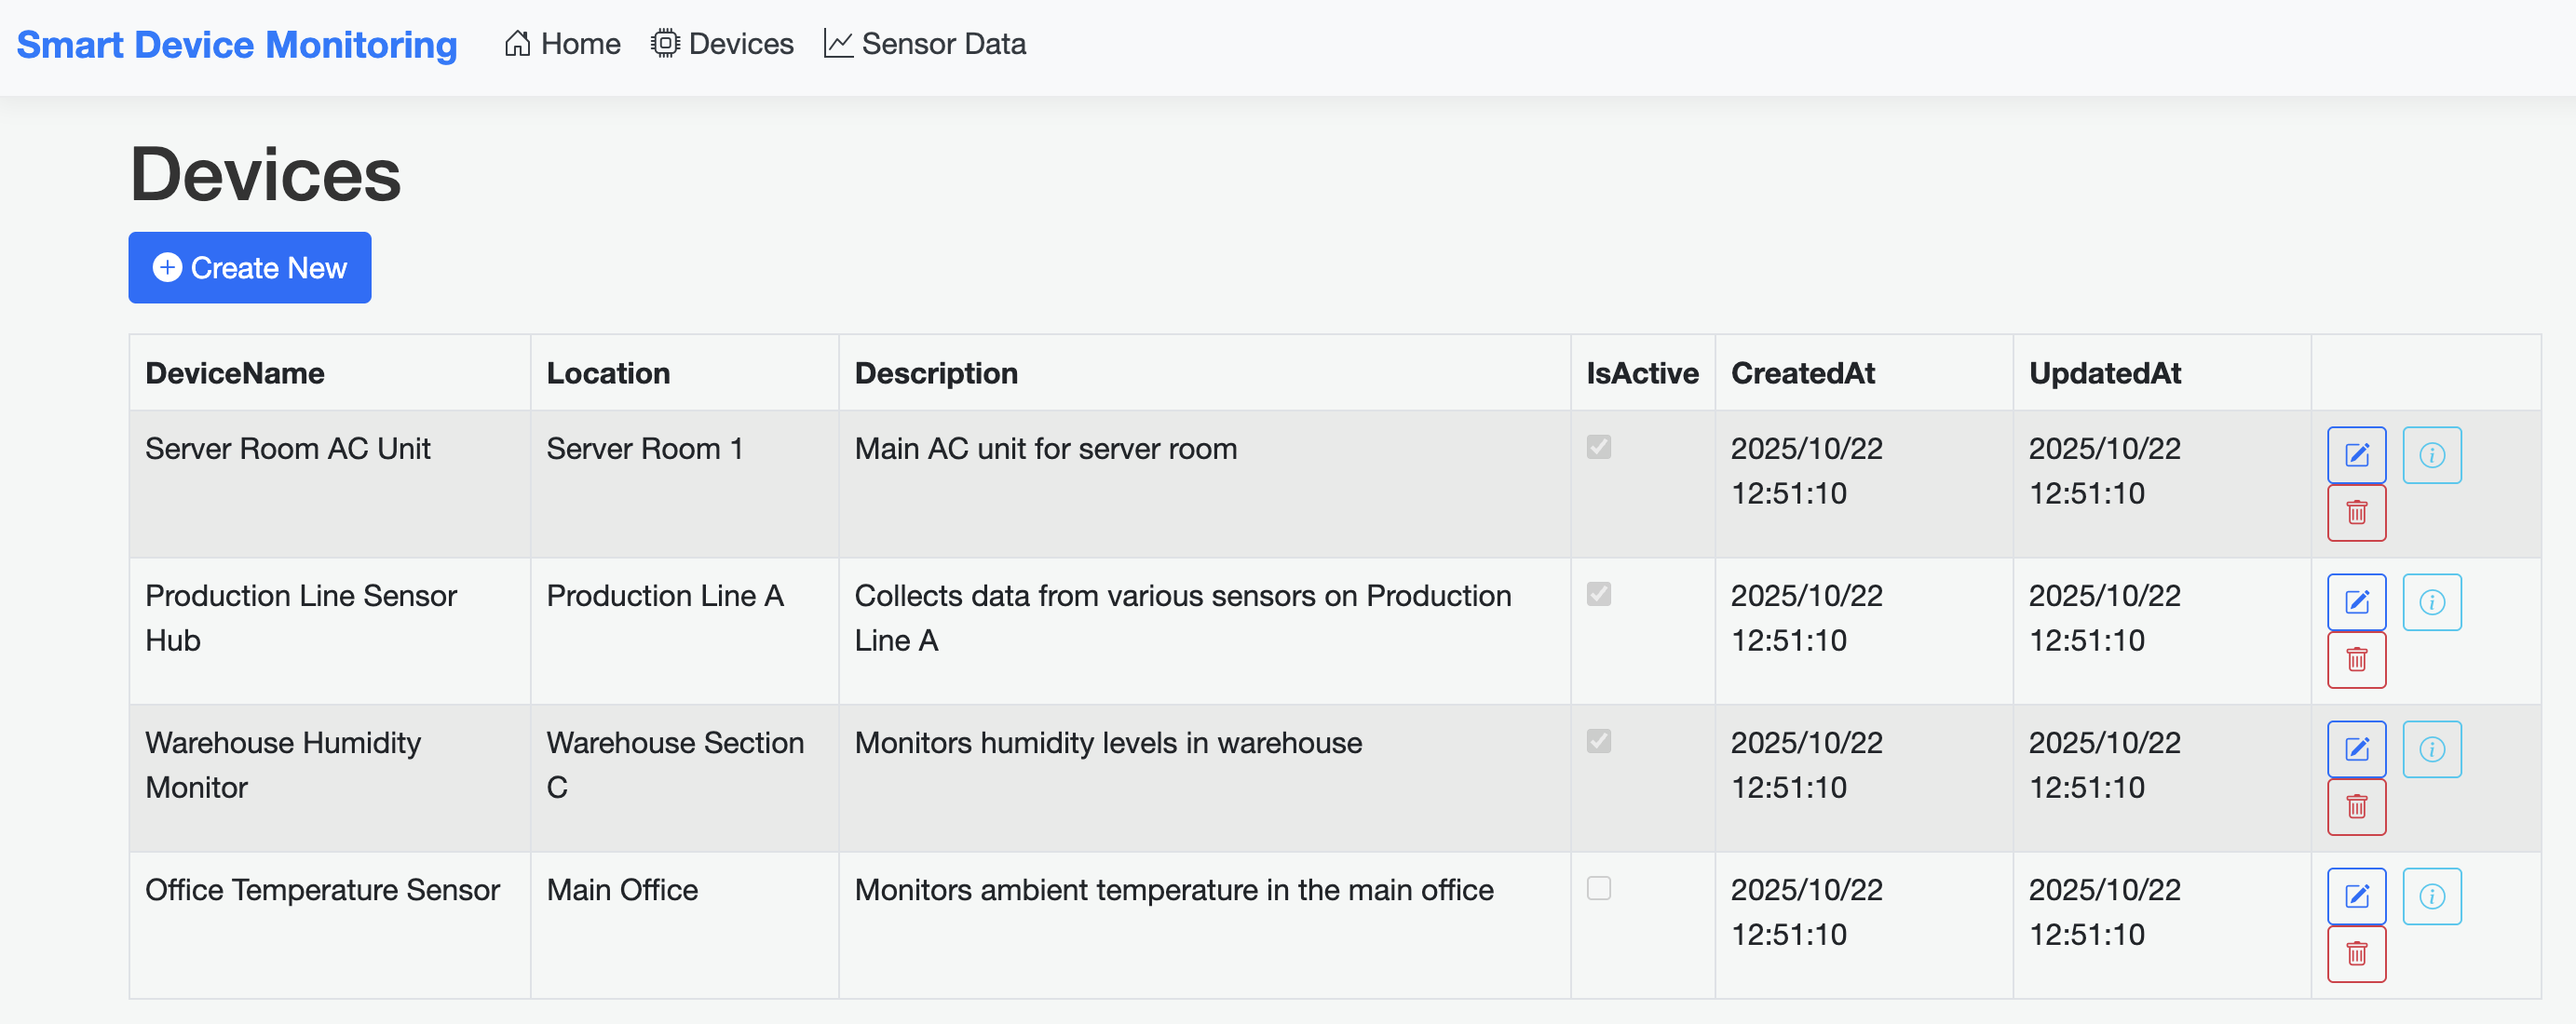 Smart Device Monitoring Home Devices Sensor Data
Devices
Create New
DeviceName Location Description IsActive CreatedAt UpdatedAt
Server Room AC Unit Server Room 1 Main AC unit for server room 2025/10/22 2025/10/22
12:51:10 12:51:10
Production Line Sensor Production Line A Collects data from various sensors on Production 2025/10/22 2025/10/22
Hub Line A 12:51:10 12:51:10
Warehouse Humidity Warehouse Section Monitors humidity levels in warehouse 2025/10/22 2025/10/22
Monitor C 12:51:10 12:51:10
Office Temperature Sensor Main Office Monitors ambient temperature in the main office 2025/10/22 2025/10/22
12:51:10 12:51:10